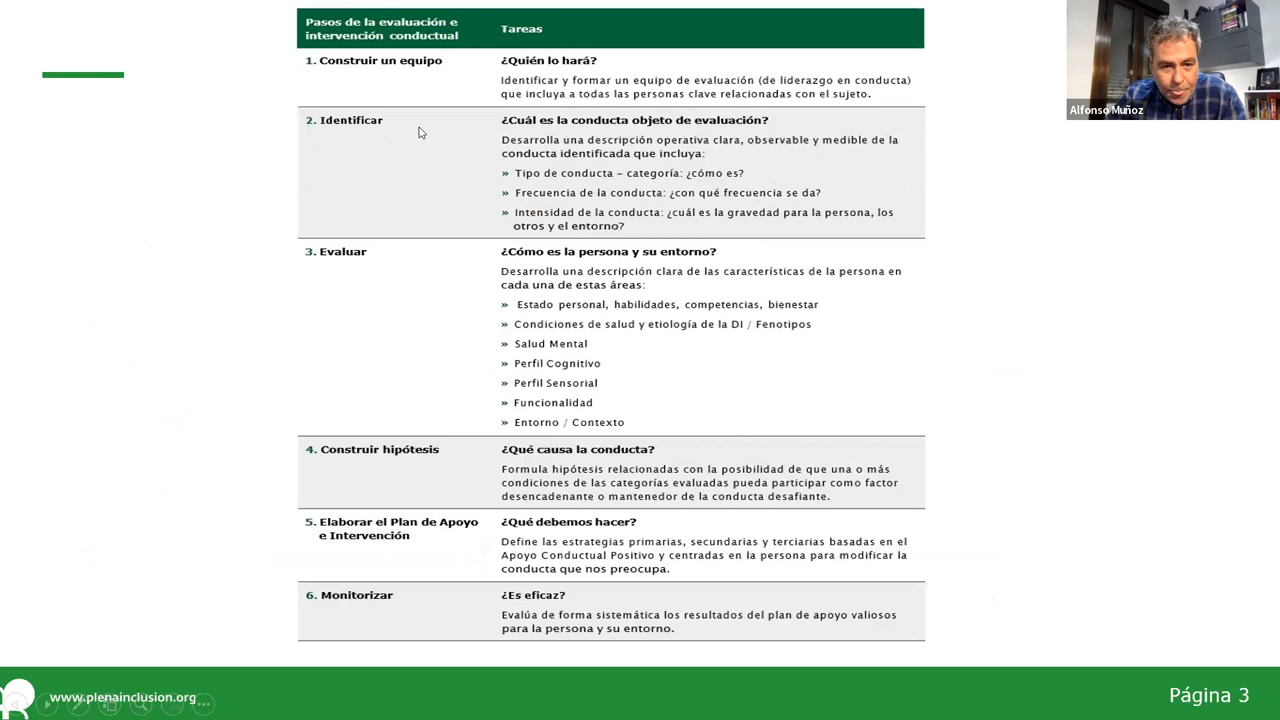 Pasos de la evaluación e
intervención conductual
Tareas
1. Construir un equipo
¿Quién lo hará?
Identificar y formar un equipo de evaluación (de liderazgo en conducta)
que incluya a todas las personas clave relacionadas con el sujeto.
2. Identificar
¿Cuál es la conducta objeto de evaluación?
Desarrolla una descripción operativa clara, observable y medible de la
conducta identificada que incluya:
» Tipo de conducta – categoría: ¿cómo es?
» Frecuencia de la conducta: ¿con qué frecuencia se da?
» Intensidad de la conducta: ¿cuál es la gravedad para la persona, los
otros y el entorno?
3. Evaluar
¿Cómo es la persona y su entorno?
Desarrolla una descripción clara de las características de la persona en
cada una de estas áreas:
» Estado personal, habilidades, competencias, bienestar
» Condiciones de salud y etiología de la DI / Fenotipos
» Salud Mental
» Perfil Cognitivo
» Perfil Sensorial
» Funcionalidad
» Entorno / Contexto
4. Construir hipótesis
¿Qué causa la conducta?
Formula hipótesis relacionadas con la posibilidad de que una o más
condiciones de las categorías evaluadas pueda participar como factor
desencadenante o mantenedor de la conducta desafiante.
5. Elaborar el Plan de Apoyo
e Intervención
¿Qué debemos hacer?
Define las estrategias primarias, secundarias y terciarias basadas en el
Apoyo Conductual Positivo y centradas en la persona para modificar la
conducta que nos preocupa.
6. Monitorizar
¿Es eficaz?
Evalúa de forma sistemática los resultados del plan de apoyo valiosos
para la persona y su entorno.
Alfonso Muñoz
www.plenainclusion.org
Página 3